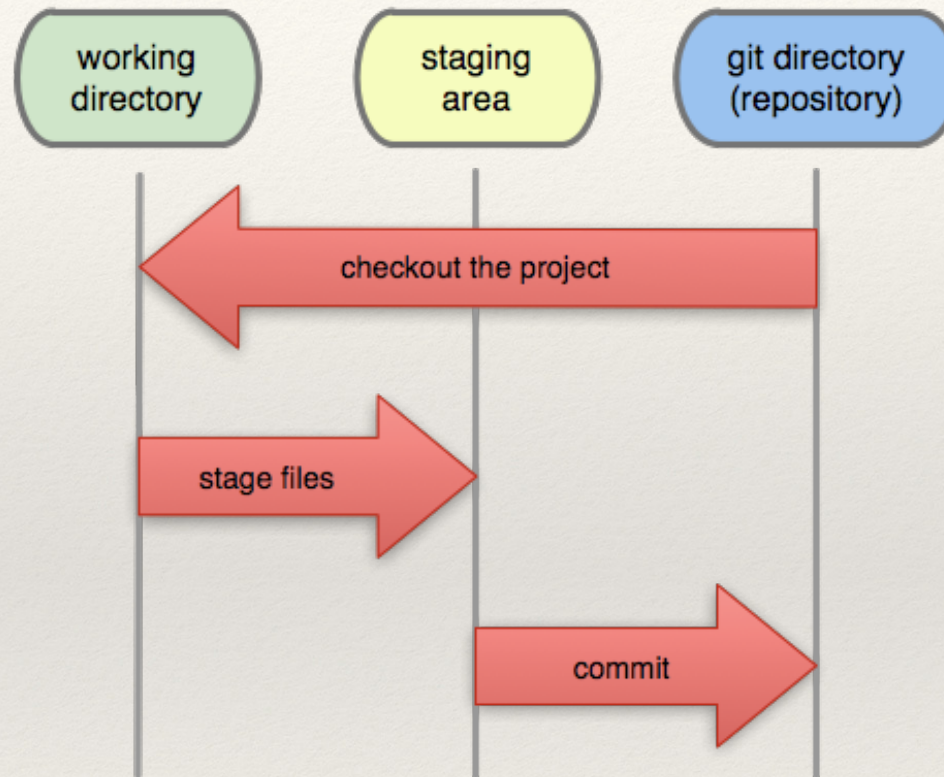 working
directory
staging
area
git directory
(repository)
checkout the project
stage files
commit